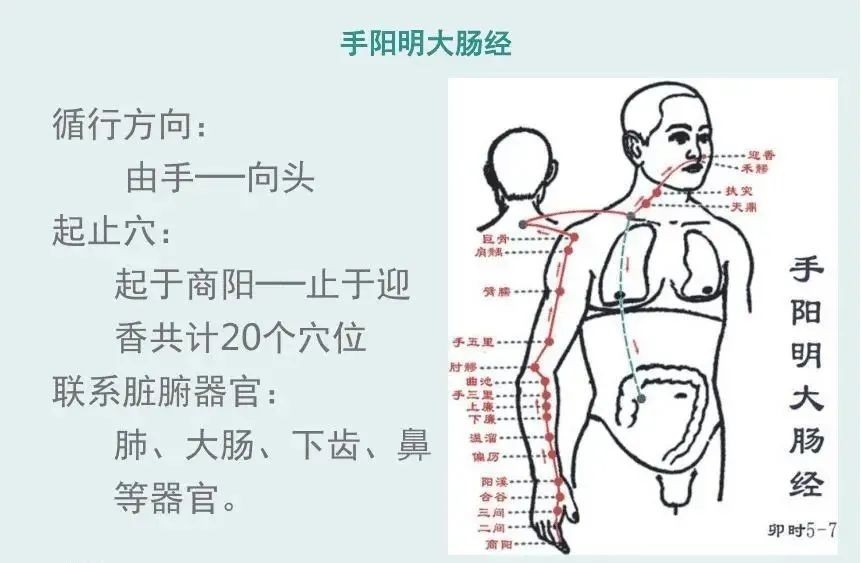 手阳明大肠经
循行方向：
由手──向头
起止穴：
起于商阳──止于迎
香共计20个穴位
联系脏腑器官：
肺、大肠、下齿、鼻
等器官。
迎香
禾髎
扶突
天鼎
巨骨
肩髃
臂臑
手五里
肘髎
曲池
手三里
上廉
下廉
温溜
偏历
阳溪
合谷
三间
二间
商阳
手阳明大肠经
卯时5-7